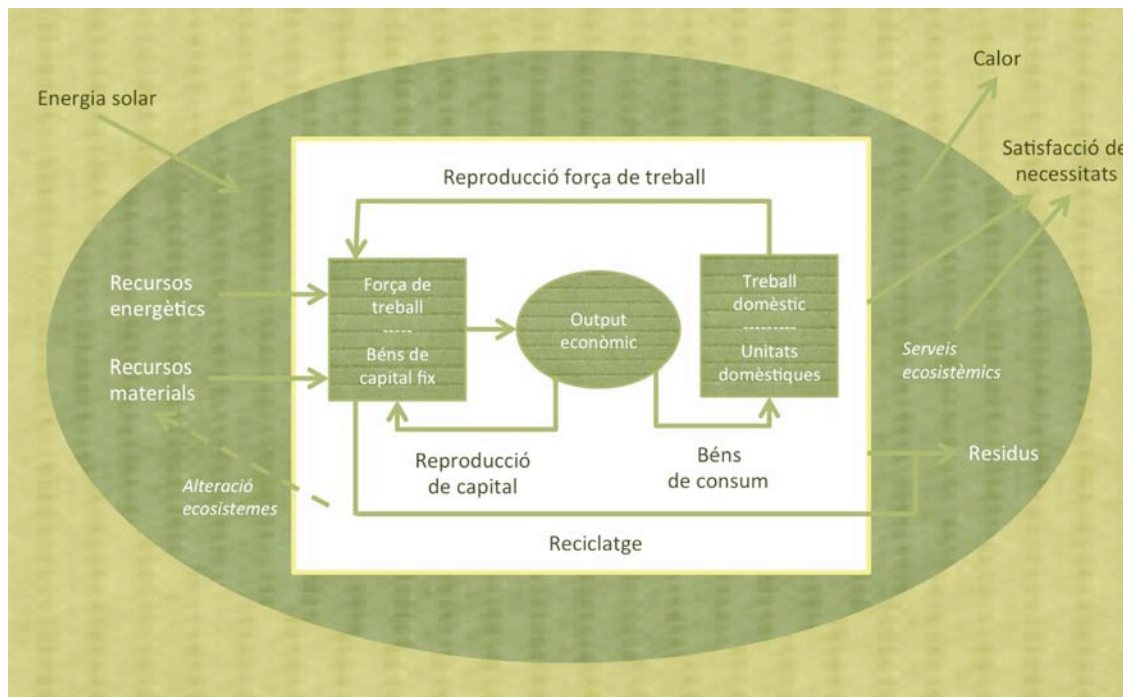 Calor
Energia solar
Satisfacció de
necessitats
Reproducció força de treball
Recursos
energètics
Força de
treball
-----
Béns de
capital fix
Output
econòmic
Treball
domèstic
---------
Unitats
domèstiques
Recursos
materials
Serveis
ecosistèmics
Reproducció
de capital
Béns
de consum
Residus
Alteració
ecosistemes
Reciclatge